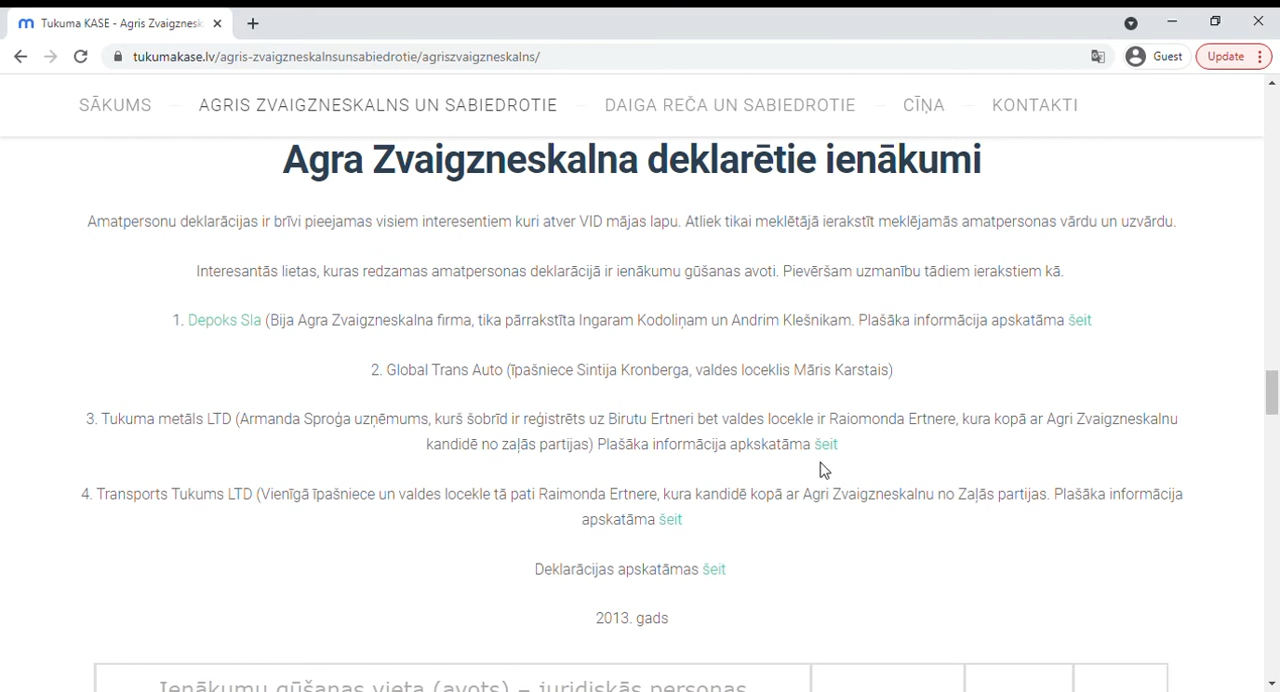 Tukuma KASE - Agris Zvaigznesk
tukumakase.lv/agris-zvaigzneskalnsunsabiedrotie/agriszvaigzneskalns/
Guest
Update
SĀKUMS
AGRIS ZVAIGZNESKALNS UN SABIEDROTIE
DAIGA REČA UN SABIEDROTIE
CĪŅA
KONTAKTI
Agra Zvaigzneskalna deklarētie ienākumi
Amatpersonu deklarācijas ir brīvi pieejamas visiem interesentiem kuri atver VID mājas lapu. Atliek tikai meklētājā ierakstīt meklējamās amatpersonas vārdu un uzvārdu.
Interesantās lietas, kuras redzamas amatpersonas deklarācijā ir ienākumu gūšanas avoti. Pievēršam uzmanību tādiem ierakstiem kā.
1. Depoks SIa (Bija Agra Zvaigzneskalna firma, tika pārrakstīta Ingaram Kodoliņam un Andrim Klešnikam. Plašāka informācija apskatāma šeit
2. Global Trans Auto (īpašniece Sintija Kronberga, valdes loceklis Māris Karstais)
3. Tukuma metāls LTD (Armanda Sproģa uzņēmums, kurš šobrīd ir reģistrēts uz Birutu Ertneri bet valdes locekle ir Raiomonda Ertnere, kura kopā ar Agri Zvaigzneskalnu
kandidē no zaļās partijas) Plašāka informācija apkskatāma šeit
4. Transports Tukums LTD (Vienīgā īpašniece un valdes locekle tā pati Raimonda Ertnere, kura kandidē kopā ar Agri Zvaigzneskalnu no Zaļās partijas. Plašāka informācija
apskatāma šeit
Deklarācijas apskatāmas šeit
2013. gads
Ienākumu gūšanas vieta (avots) – juridiskās personas